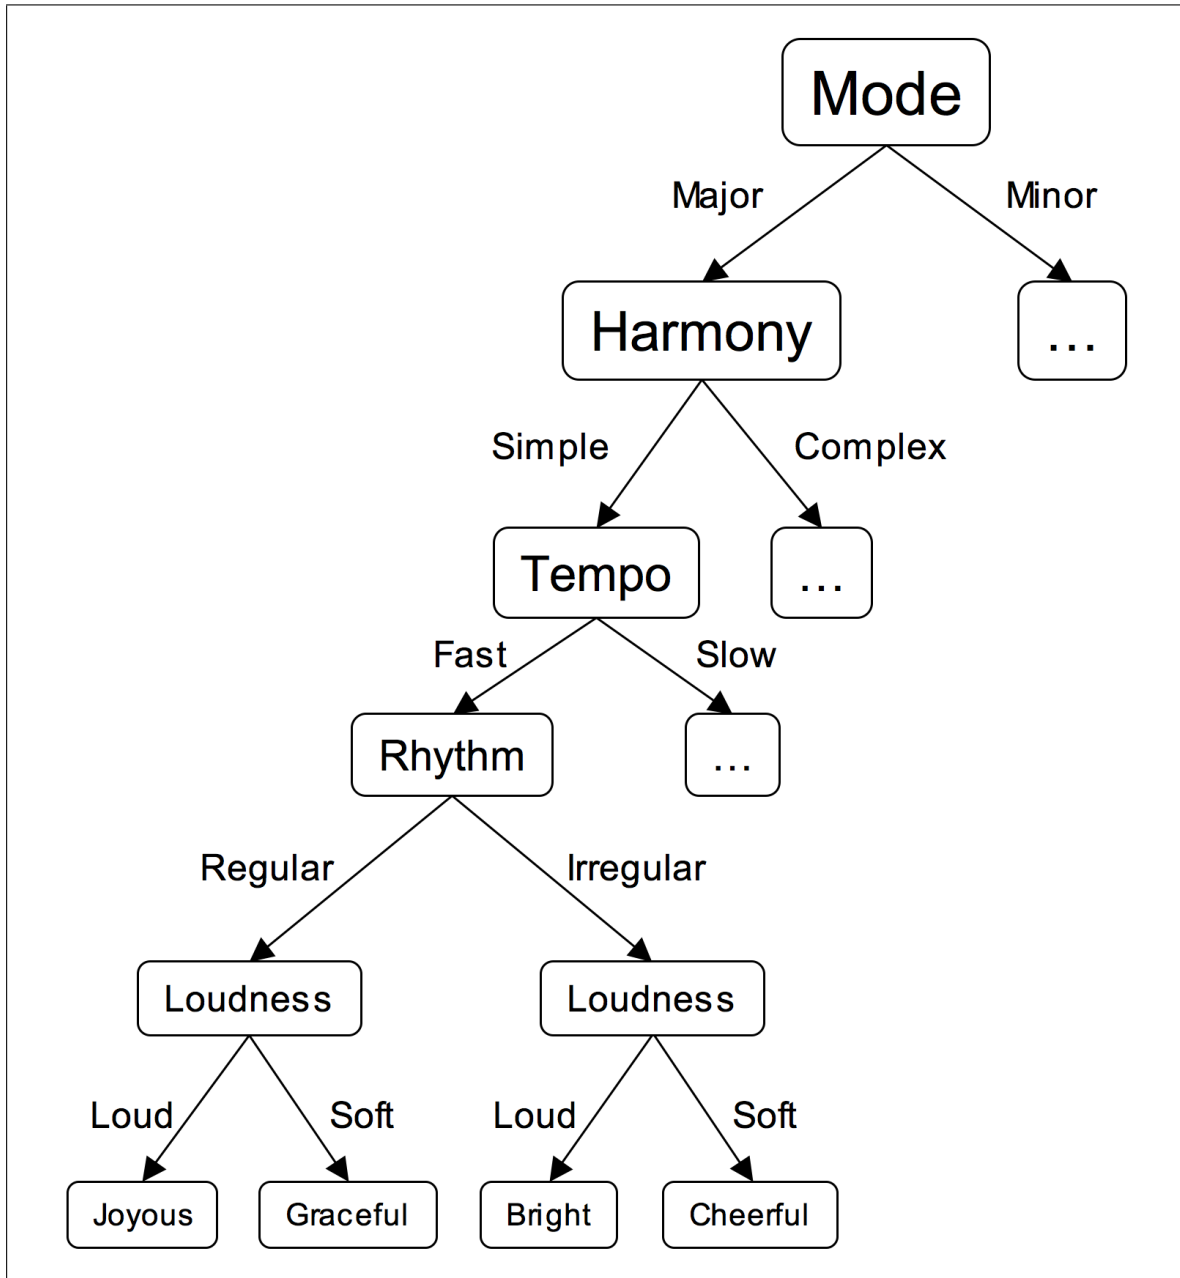 Mode
Major
Minor
Harmony
...
Simple
Complex
Tempo
...
Fast
Slow
Rhythm
...
Regular
Irregular
Loudness
Loudness
Loud
Soft
Loud
Soft
Joyous
Graceful
Bright
Cheerful